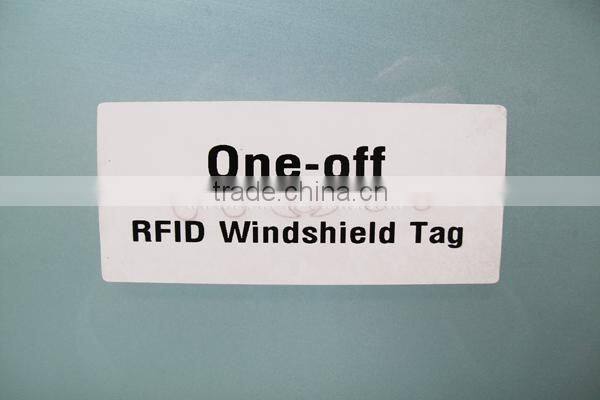 One-off
trade.china.cn
RFID Windshield Tag